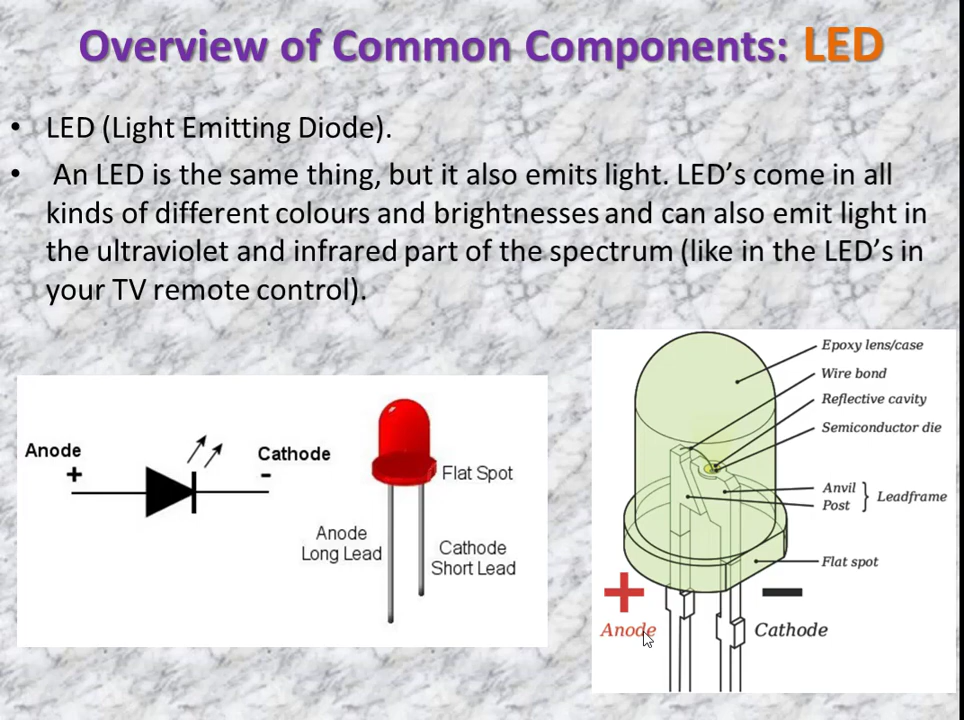 Overview of Common Components: LED
• LED (Light Emitting Diode).
• An LED is the same thing, but it also emits light. LED’s come in all
kinds of different colours and brightnesses and can also emit light in
the ultraviolet and infrared part of the spectrum (like in the LED’s in
your TV remote control).
Anode
+
Cathode
-
Flat Spot
Anode
Long Lead
Cathode
Short Lead
Epoxy lens/case
Wire bond
Reflective cavity
Semiconductor die
Anvil
Post
} Leadframe
Flat spot
+
Anode
−
Cathode